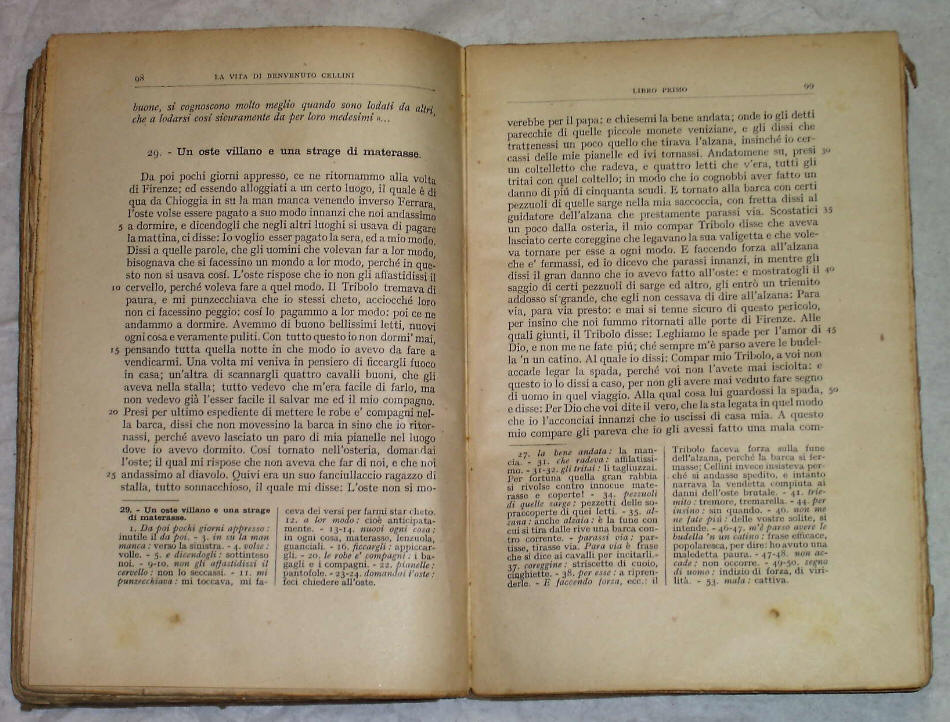 98
LA VITA DI BENVENUTO CELLINI
buone, si cognoscono molto meglio quando sono lodati da altri,
che a lodarsi cosí sicuramente da per loro medesimi »...
29. - Un oste villano e una strage di materasse.
Da poi pochi giorni appresso, ce ne ritornammo alla volta
di Firenze; ed essendo alloggiati a un certo luogo, il quale è di
qua da Chioggia in su la man manca venendo inverso Ferrara,
l'oste volse essere pagato a suo modo innanzi che noi andassimo
5 a dormire, e dicendogli che negli altri luoghi si usava di pagare
la mattina, ci disse: Io voglio esser pagato la sera, ed a mio modo.
Dissi a quelle parole, che gli uomini che volevan far a lor modo,
bisognava che si facessino un mondo a lor modo, perché in que-
sto non si usava cosí. L'oste rispose che io non gli affastidissi il
10 cervello, perché voleva fare a quel modo. Il Tribolo tremava di
paura, e mi punzecchiava che io stessi cheto, acciocché loro
non ci facessino peggio: cosí lo pagammo a lor modo: poi ce ne
andammo a dormire. Avemmo di buono bellissimi letti, nuovi
ogni cosa e veramente puliti. Con tutto questo io non dormi' mai,
15 pensando tutta quella notte in che modo io avevo da fare a
vendicarmi. Una volta mi veniva in pensiero di ficcargli fuoco
in casa; un'altra di scannargli quattro cavalli buoni, che gli
aveva nella stalla; tutto vedevo che m'era facile di farlo, ma
non vedevo già l'esser facile il salvar me ed il mio compagno.
20 Presi per ultimo espediente di mettere le robe e' compagni nel-
la barca, dissi che non movessino la barca in sino che io ritor-
nassi, perché avevo lasciato un paro di mia pianelle nel luogo
dove io avevo dormito. Cosí tornato nell'osteria, domandai
l'oste; il qual mi rispose che non aveva che far di noi, e che noi
25 andassimo al diavolo. Quivi era un suo fanciullaccio ragazzo di
stalla, tutto sonnacchioso, il quale mi disse: L'oste non si mo-
29. - Un oste villano e una strage
di materasse.
1. Da poi pochi giorni appresso:
inutile il da poi. - 3. in su la man
manca: verso la sinistra. - 4. volse:
volle. - 5. e dicendogli: sottinteso
noi. - 9-10. non gli affastidissi il
cervello: non lo seccassi. - 11. mi
punzecchiava: mi toccava, mi fa-
ceva dei versi per farmi star cheto.
12. a lor modo: cioè anticipata-
mente. - 13-14. nuovi ogni cosa:
in ogni cosa, materasse, lenzuola,
guanciali. - 16. ficcargli: appiccar-
gli. - 20. le robe e' compagni: i ba-
gagli e i compagni. - 22. pianelle:
pantofole. - 23-24. domandai l'oste:
feci chiedere all'oste.
LIBRO PRIMO
99
verebbe per il papa: e chiesemi la bene andata; onde io gli detti
parecchie di quelle piccole monete veniziane, e gli dissi che
trattenessi un poco quello che tirava l'alzana, insinché io cer-
cassi delle mie pianelle ed ivi tornassi. Andatomene su, presi 30
un coltelletto che radeva, e quattro letti che v'era, tutti gli
tritai con quel coltello; in modo che io cognobbi aver fatto un
danno di piú di cinquanta scudi. E tornato alla barca con certi
pezzuoli di quelle sarge nella mia saccoccia, con fretta dissi al
guidatore dell'alzana che prestamente parassi via. Scostatici 35
un poco dalla osteria, il mio compar Tribolo disse che aveva
lasciato certe coreggine che legavano la sua valigetta e che vole-
va tornare per esse a ogni modo. E faccendo forza all'alzana
che e' fermassi, ed io dicevo che parassi innanzi, in mentre gli
dissi il gran danno che io avevo fatto all'oste: e mostratogli il 40
saggio di certi pezzuoli di sarge ed altro, gli entrò un triemito
addosso sí grande, che egli non cessava di dire all'alzana: Para
via, para via presto: e mai si tenne sicuro di questo pericolo,
per insino che noi fummo ritornati alle porte di Firenze. Alle
quali giunti, il Tribolo disse: Leghiamo le spade per l'amor di 45
Dio, e non me ne fate piú; ché sempre m'è parso avere le budel-
la 'n un catino. Al quale io dissi: Compar mio Tribolo, a voi non
accade legar la spada, perché voi non l'avete mai isciolta: e
questo io lo dissi a caso, per non gli avere mai veduto fare segno
di uomo in quel viaggio. Alla qual cosa lui guardossi la spada, 50
e disse: Per Dio che voi dite il vero, che la sta legata in quel modo
che io l'acconciai innanzi che io uscissi di casa mia. A questo
mio compare gli pareva che io gli avessi fatto una mala com-
27. la bene andata: la man-
cia. - 31. che radeva: affilatissi-
mo. - 31-32. gli tritai: li tagliuzzai.
Per fortuna quella gran rabbia
si rivolse contro innocue mate-
rasse e coperte! - 34. pezzuoli
di quelle sarge: pezzetti delle so-
praccoperte di quei letti. - 35. al-
zana: anche alzaia: è la fune con
cui si tira dalle rive una barca con-
tro corrente. - parassi via: par-
tisse, tirasse via. Para via è frase
che si dice ai cavalli per incitarli.-
37. coreggine: striscette di cuoio,
cinghiette. - 38. per esse: a ripren-
derle. - E faccendo forza, ecc.: il
Tribolo faceva forza sulla fune
dell'alzana, perché la barca si fer-
masse; Cellini invece insisteva per-
ché si andasse spedito, e intanto
narrava la vendetta compiuta ai
danni dell'oste brutale. - 41. trie-
mito: tremore, tremarella. - 44. per
insino: sin quando. - 46. non me
ne fate piú: delle vostre solite, si
intende. - 46-47. m'è parso avere le
budella 'n un catino: frase efficace,
popolaresca, per dire: ho avuto una
maledetta paura. - 47-48. non ac-
cade: non occorre. - 49-50. segno
di uomo: indizio di forza, di viri-
lità. - 53. mala: cattiva.